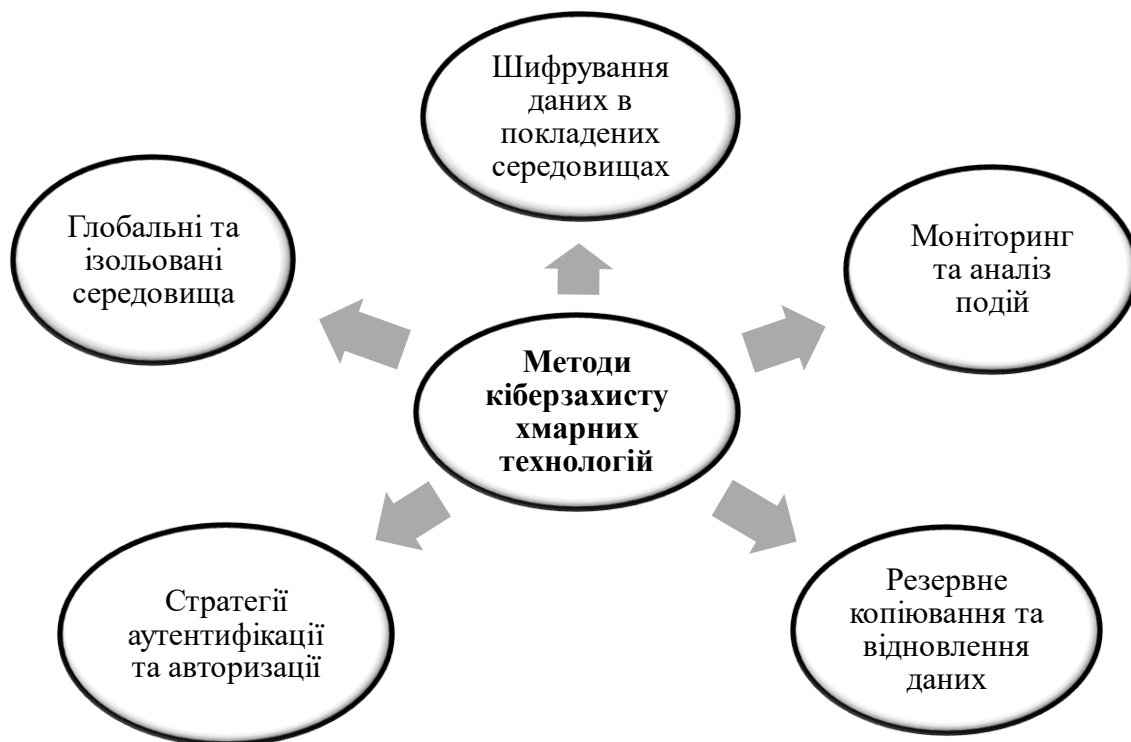 Шифрування
даних в
покладених
середовищах
Глобальні та
ізольовані
середовища
Моніторинг
та аналіз
подій
Методи
кіберзахисту
хмарних
технологій
Стратегії
аутентифікації
та авторизації
Резервне
копіювання та
відновлення
даних